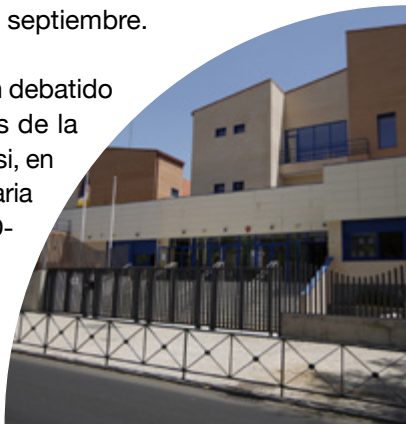 septiembre.
debatido
s de la
si, en
aria